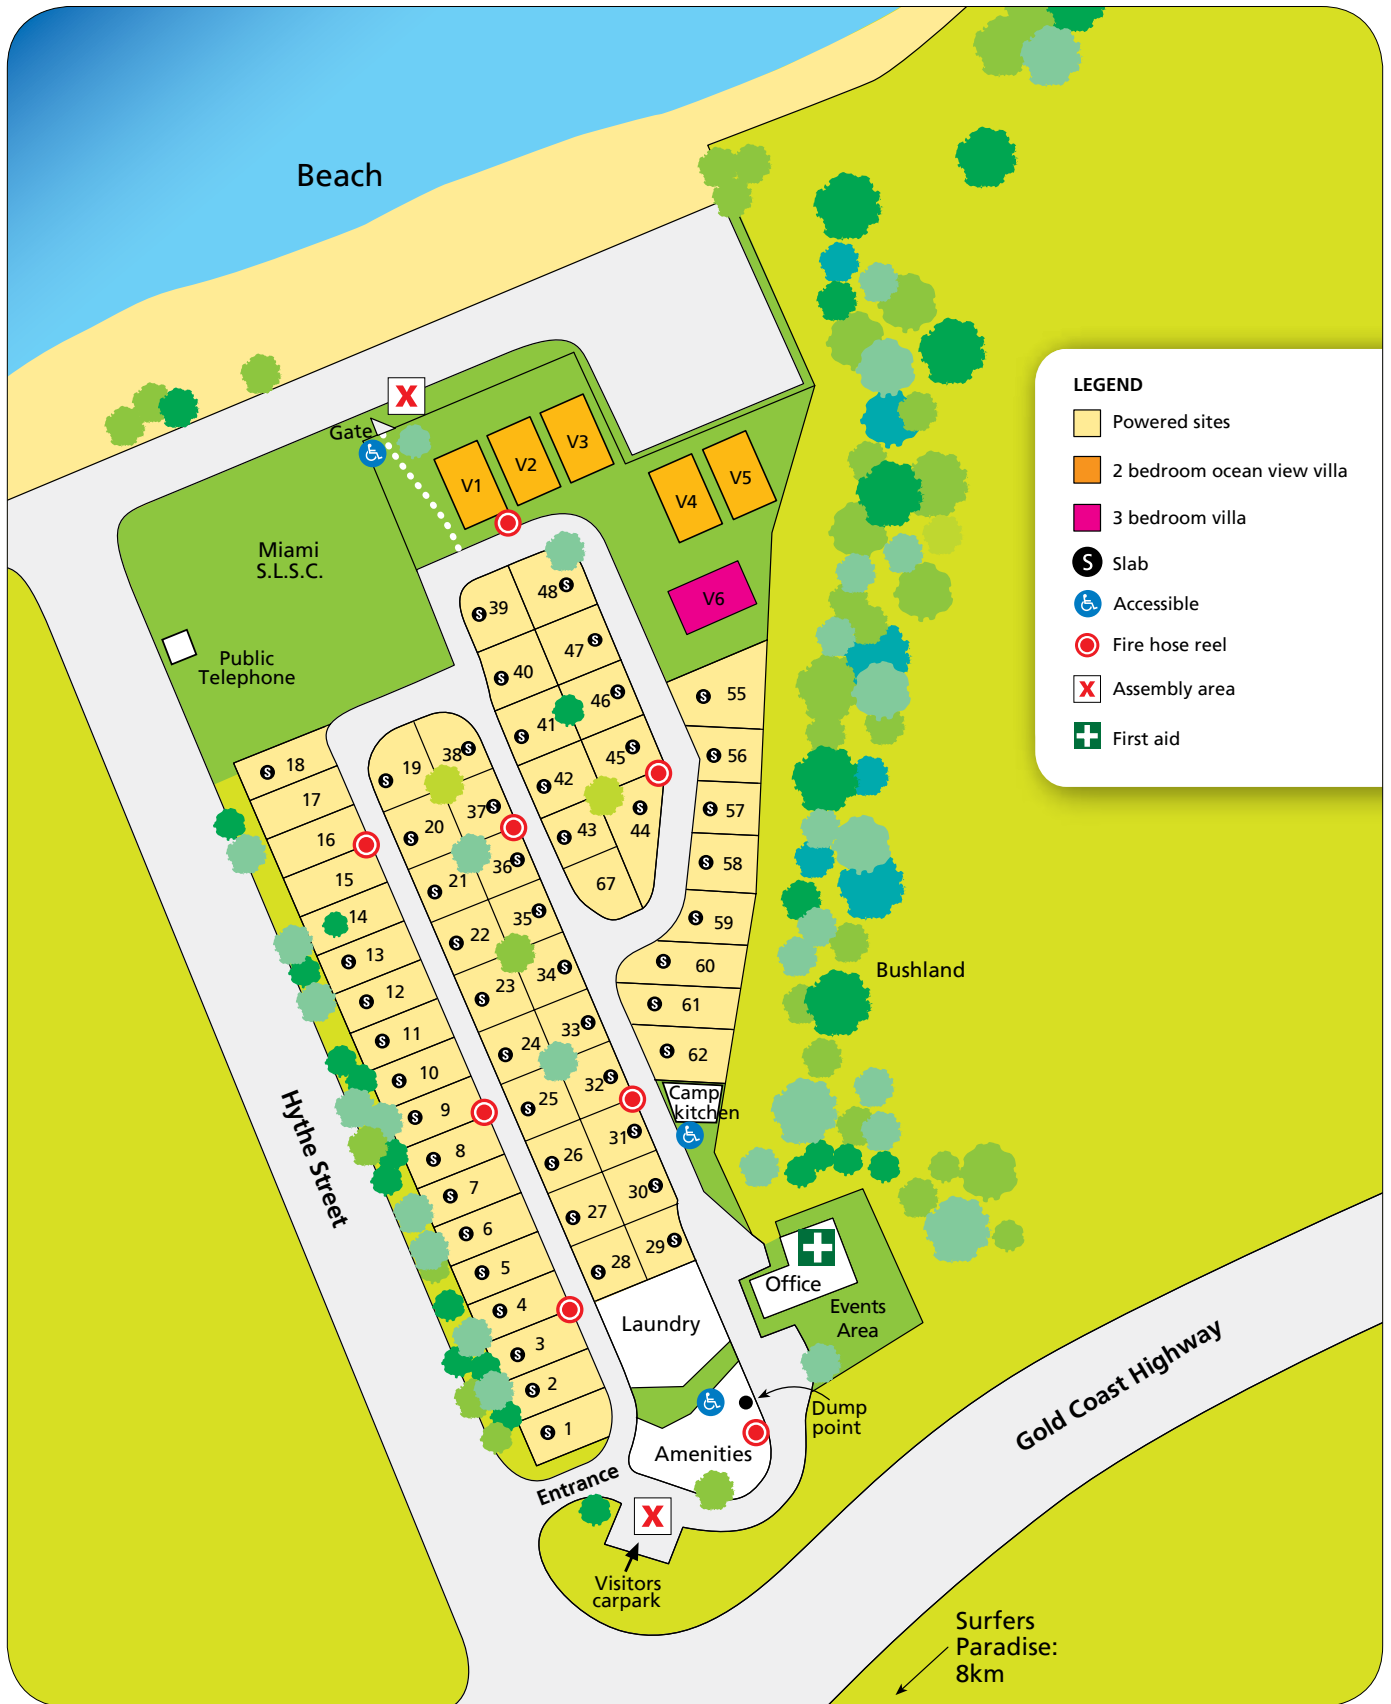 Beach
LEGEND
Powered sites
2 bedroom ocean view villa
3 bedroom villa
S
Slab
Accessible
Fire hose reel
X
Assembly area
First aid
X
Gate
V1
V2
V3
V4
V5
V6
Miami
S.L.S.C.
Public
Telephone
S 39
48 S
47 S
S 40
46 S
S 41
45 S
S 42
S 43
S
44
67
S 55
S 56
S 57
S 58
S 59
S 60
S 61
S 62
S 18
17
16
15
14
S 13
S 12
S 11
S 10
S 9
S 8
S 7
S 6
S 5
S 4
S 3
S 2
S 1
S 19
38 S
S 20
37 S
S 21
36 S
S 22
35 S
S 23
34 S
S 24
33 S
S 25
32 S
S 26
31 S
S 27
30 S
S 28
29 S
Camp
kitchen
Bushland
Hythe Street
Office
Events
Area
Laundry
Dump
point
Amenities
Entrance
X
Visitors
carpark
Gold Coast Highway
Surfers
Paradise:
8km